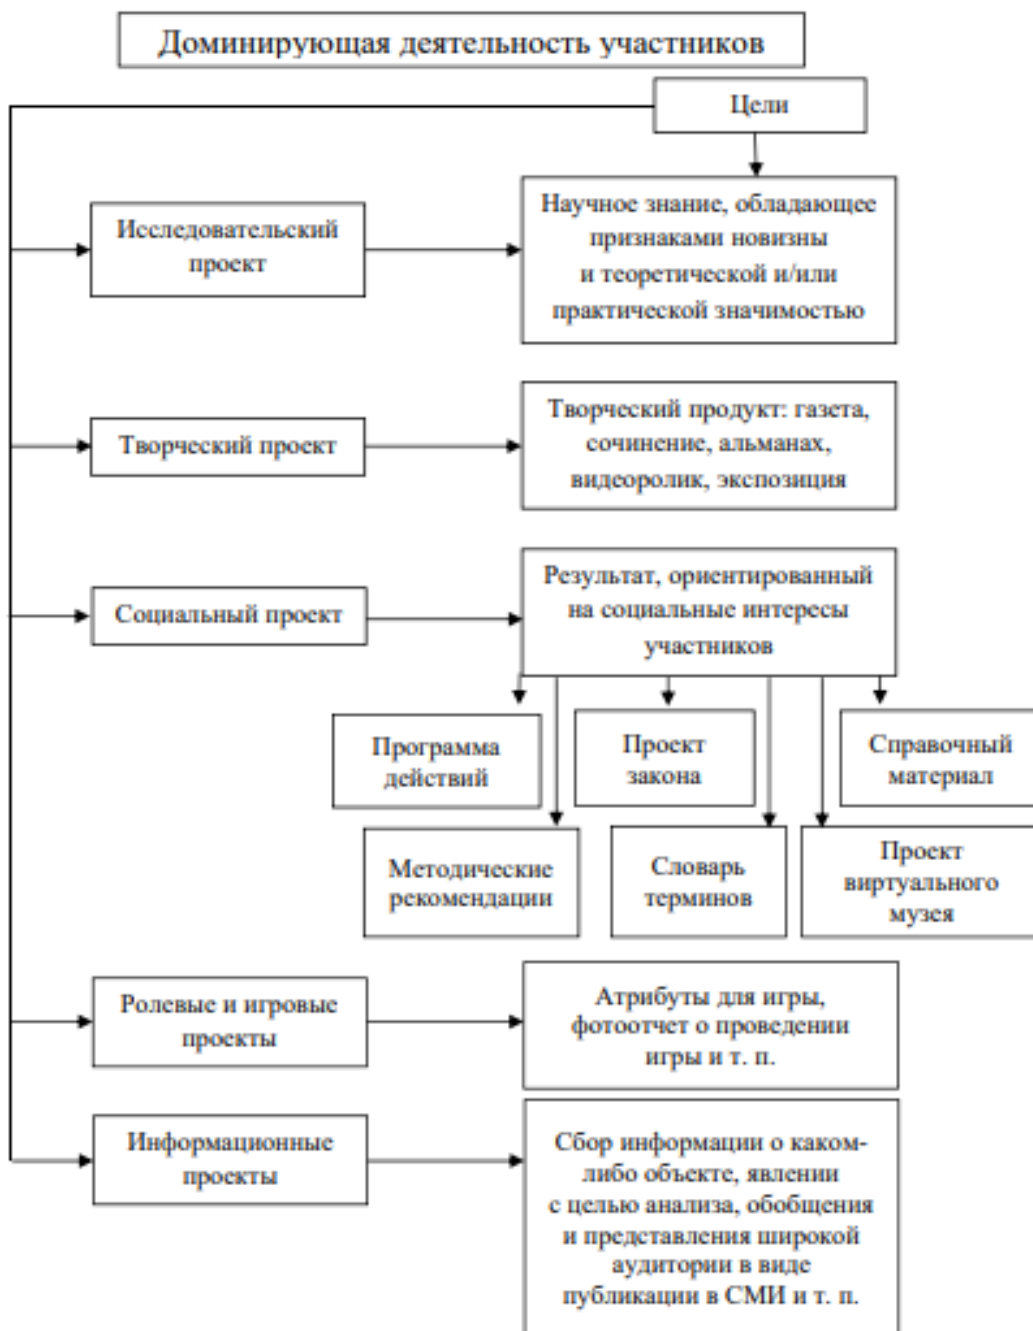 Доминирующая деятельность участников
Цели
Исследовательский
проект
Научное знание, обладающее
признаками новизны
и теоретической и/или
практической значимостью
Творческий проект
Творческий продукт: газета,
сочинение, альманах,
видеоролик, экспозиция
Социальный проект
Результат, ориентированный
на социальные интересы
участников
Программа
действий
Проект
закона
Справочный
материал
Методические
рекомендации
Словарь
терминов
Проект
виртуального
музея
Ролевые и игровые
проекты
Атрибуты для игры,
фотоотчет о проведении
игры и т. п.
Информационные
проекты
Сбор информации о каком-
либо объекте, явлении
с целью анализа, обобщения
и представления широкой
аудитории в виде
публикации в СМИ и т. п.